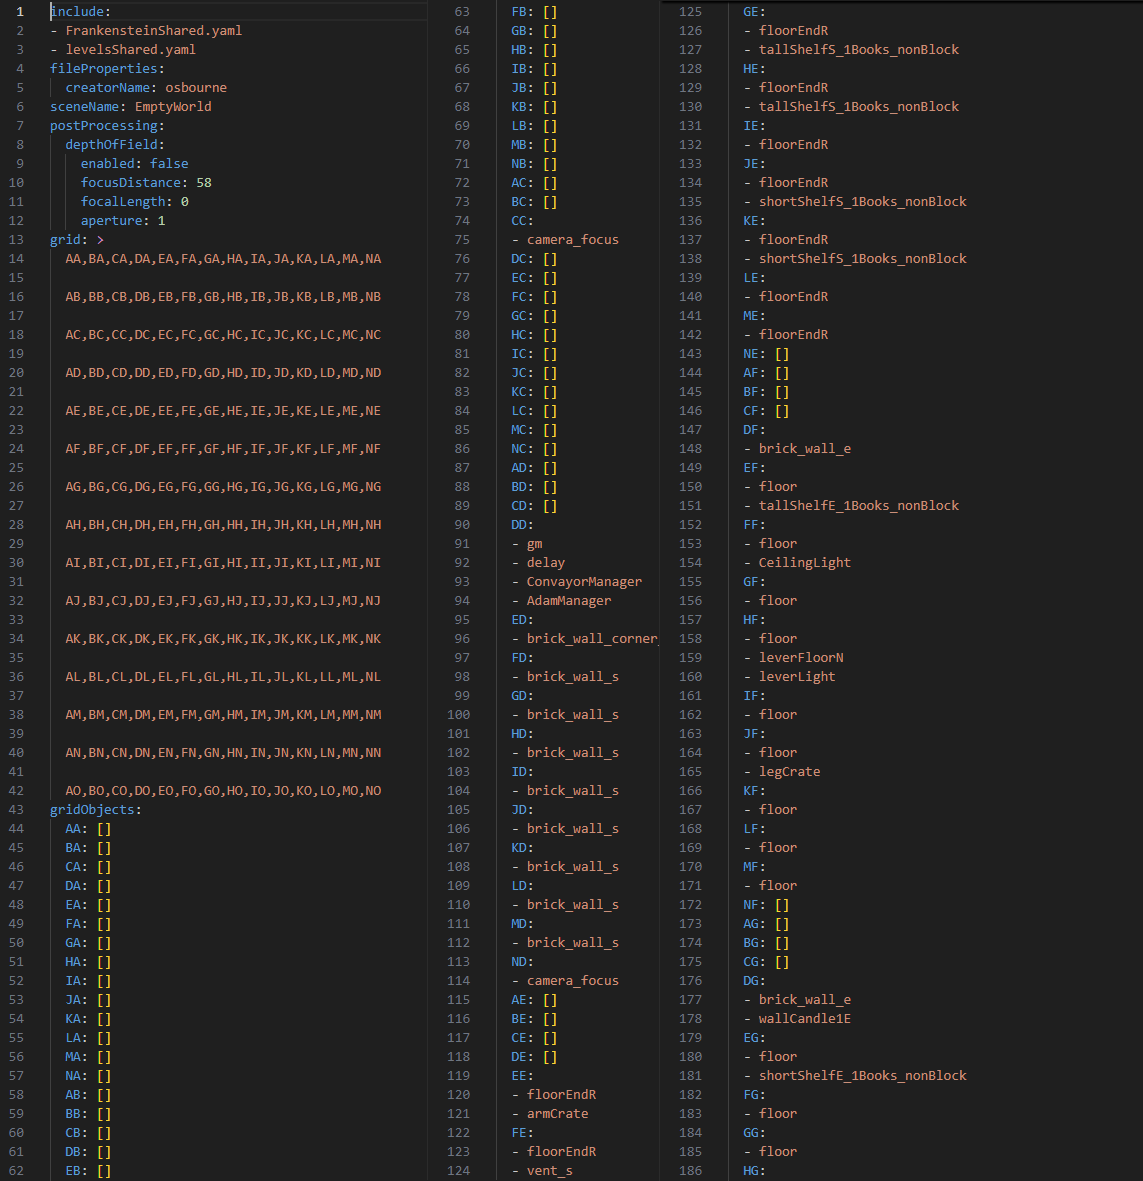 1 include:
2 - FrankensteinShared.yaml
3 - levelsShared.yaml
4 fileProperties:
5 creatorName: osbourne
6 sceneName: EmptyWorld
7 postProcessing:
8 depthOfField:
9 enabled: false
10 focusDistance: 58
11 focalLength: 0
12 aperture: 1
13 grid: >
14 AA,BA,CA,DA,EA,FA,GA,HA,IA,JA,KA,LA,MA,NA
15
16 AB,BB,CB,DB,EB,FB,GB,HB,IB,JB,KB,LB,MB,NB
17
18 AC,BC,CC,DC,EC,FC,GC,HC,IC,JC,KC,LC,MC,NC
19
20 AD,BD,CD,DD,ED,FD,GD,HD,ID,JD,KD,LD,MD,ND
21
22 AE,BE,CE,DE,EE,FE,GE,HE,IE,JE,KE,LE,ME,NE
23
24 AF,BF,CF,DF,EF,FF,GF,HF,IF,JF,KF,LF,MF,NF
25
26 AG,BG,CG,DG,EG,FG,GG,HG,IG,JG,KG,LG,MG,NG
27
28 AH,BH,CH,DH,EH,FH,GH,HH,IH,JH,KH,LH,MH,NH
29
30 AI,BI,CI,DI,EI,FI,GI,HI,II,JI,KI,LI,MI,NI
31
32 AJ,BJ,CJ,DJ,EJ,FJ,GJ,HJ,IJ,JJ,KJ,LJ,MJ,NJ
33
34 AK,BK,CK,DK,EK,FK,GK,HK,IK,JK,KK,LK,MK,NK
35
36 AL,BL,CL,DL,EL,FL,GL,HL,IL,JL,KL,LL,ML,NL
37
38 AM,BM,CM,DM,EM,FM,GM,HM,IM,JM,KM,LM,MM,NM
39
40 AN,BN,CN,DN,EN,FN,GN,HN,IN,JN,KN,LN,MN,NN
41
42 AO,BO,CO,DO,EO,FO,GO,HO,IO,JO,KO,LO,MO,NO
43 gridObjects:
44 AA: []
45 BA: []
46 CA: []
47 DA: []
48 EA: []
49 FA: []
50 GA: []
51 HA: []
52 IA: []
53 JA: []
54 KA: []
55 LA: []
56 MA: []
57 NA: []
58 AB: []
59 BB: []
60 CB: []
61 DB: []
62 EB: []
63 FB: []
64 GB: []
65 HB: []
66 IB: []
67 JB: []
68 KB: []
69 LB: []
70 MB: []
71 NB: []
72 AC: []
73 BC: []
74 CC:
75 - camera_focus
76 DC: []
77 EC: []
78 FC: []
79 GC: []
80 HC: []
81 IC: []
82 JC: []
83 KC: []
84 LC: []
85 MC: []
86 NC: []
87 AD: []
88 BD: []
89 CD: []
90 DD:
91 - gm
92 - delay
93 - ConvayorManager
94 - AdamManager
95 ED:
96 - brick_wall_corner_
97 FD:
98 - brick_wall_s
99 GD:
100 - brick_wall_s
101 HD:
102 - brick_wall_s
103 ID:
104 - brick_wall_s
105 JD:
106 - brick_wall_s
107 KD:
108 - brick_wall_s
109 LD:
110 - brick_wall_s
111 MD:
112 - brick_wall_s
113 ND:
114 - camera_focus
115 AE: []
116 BE: []
117 CE: []
118 DE: []
119 EE:
120 - floorEndR
121 - armCrate
122 FE:
123 - floorEndR
124 - vent_s
125 GE:
126 - floorEndR
127 - tallShelfS_1Books_nonBlock
128 HE:
129 - floorEndR
130 - tallShelfS_1Books_nonBlock
131 IE:
132 - floorEndR
133 JE:
134 - floorEndR
135 - shortShelfS_1Books_nonBlock
136 KE:
137 - floorEndR
138 - shortShelfS_1Books_nonBlock
139 LE:
140 - floorEndR
141 ME:
142 - floorEndR
143 NE: []
144 AF: []
145 BF: []
146 CF: []
147 DF:
148 - brick_wall_e
149 EF:
150 - floor
151 - tallShelfE_1Books_nonBlock
152 FF:
153 - floor
154 - CeilingLight
155 GF:
156 - floor
157 HF:
158 - floor
159 - leverFloorN
160 - leverLight
161 IF:
162 - floor
163 JF:
164 - floor
165 - legCrate
166 KF:
167 - floor
168 LF:
169 - floor
170 MF:
171 - floor
172 NF: []
173 AG: []
174 BG: []
175 CG: []
176 DG:
177 - brick_wall_e
178 - wallCandle1E
179 EG:
180 - floor
181 - shortShelfE_1Books_nonBlock
182 FG:
183 - floor
184 GG:
185 - floor
186 HG: